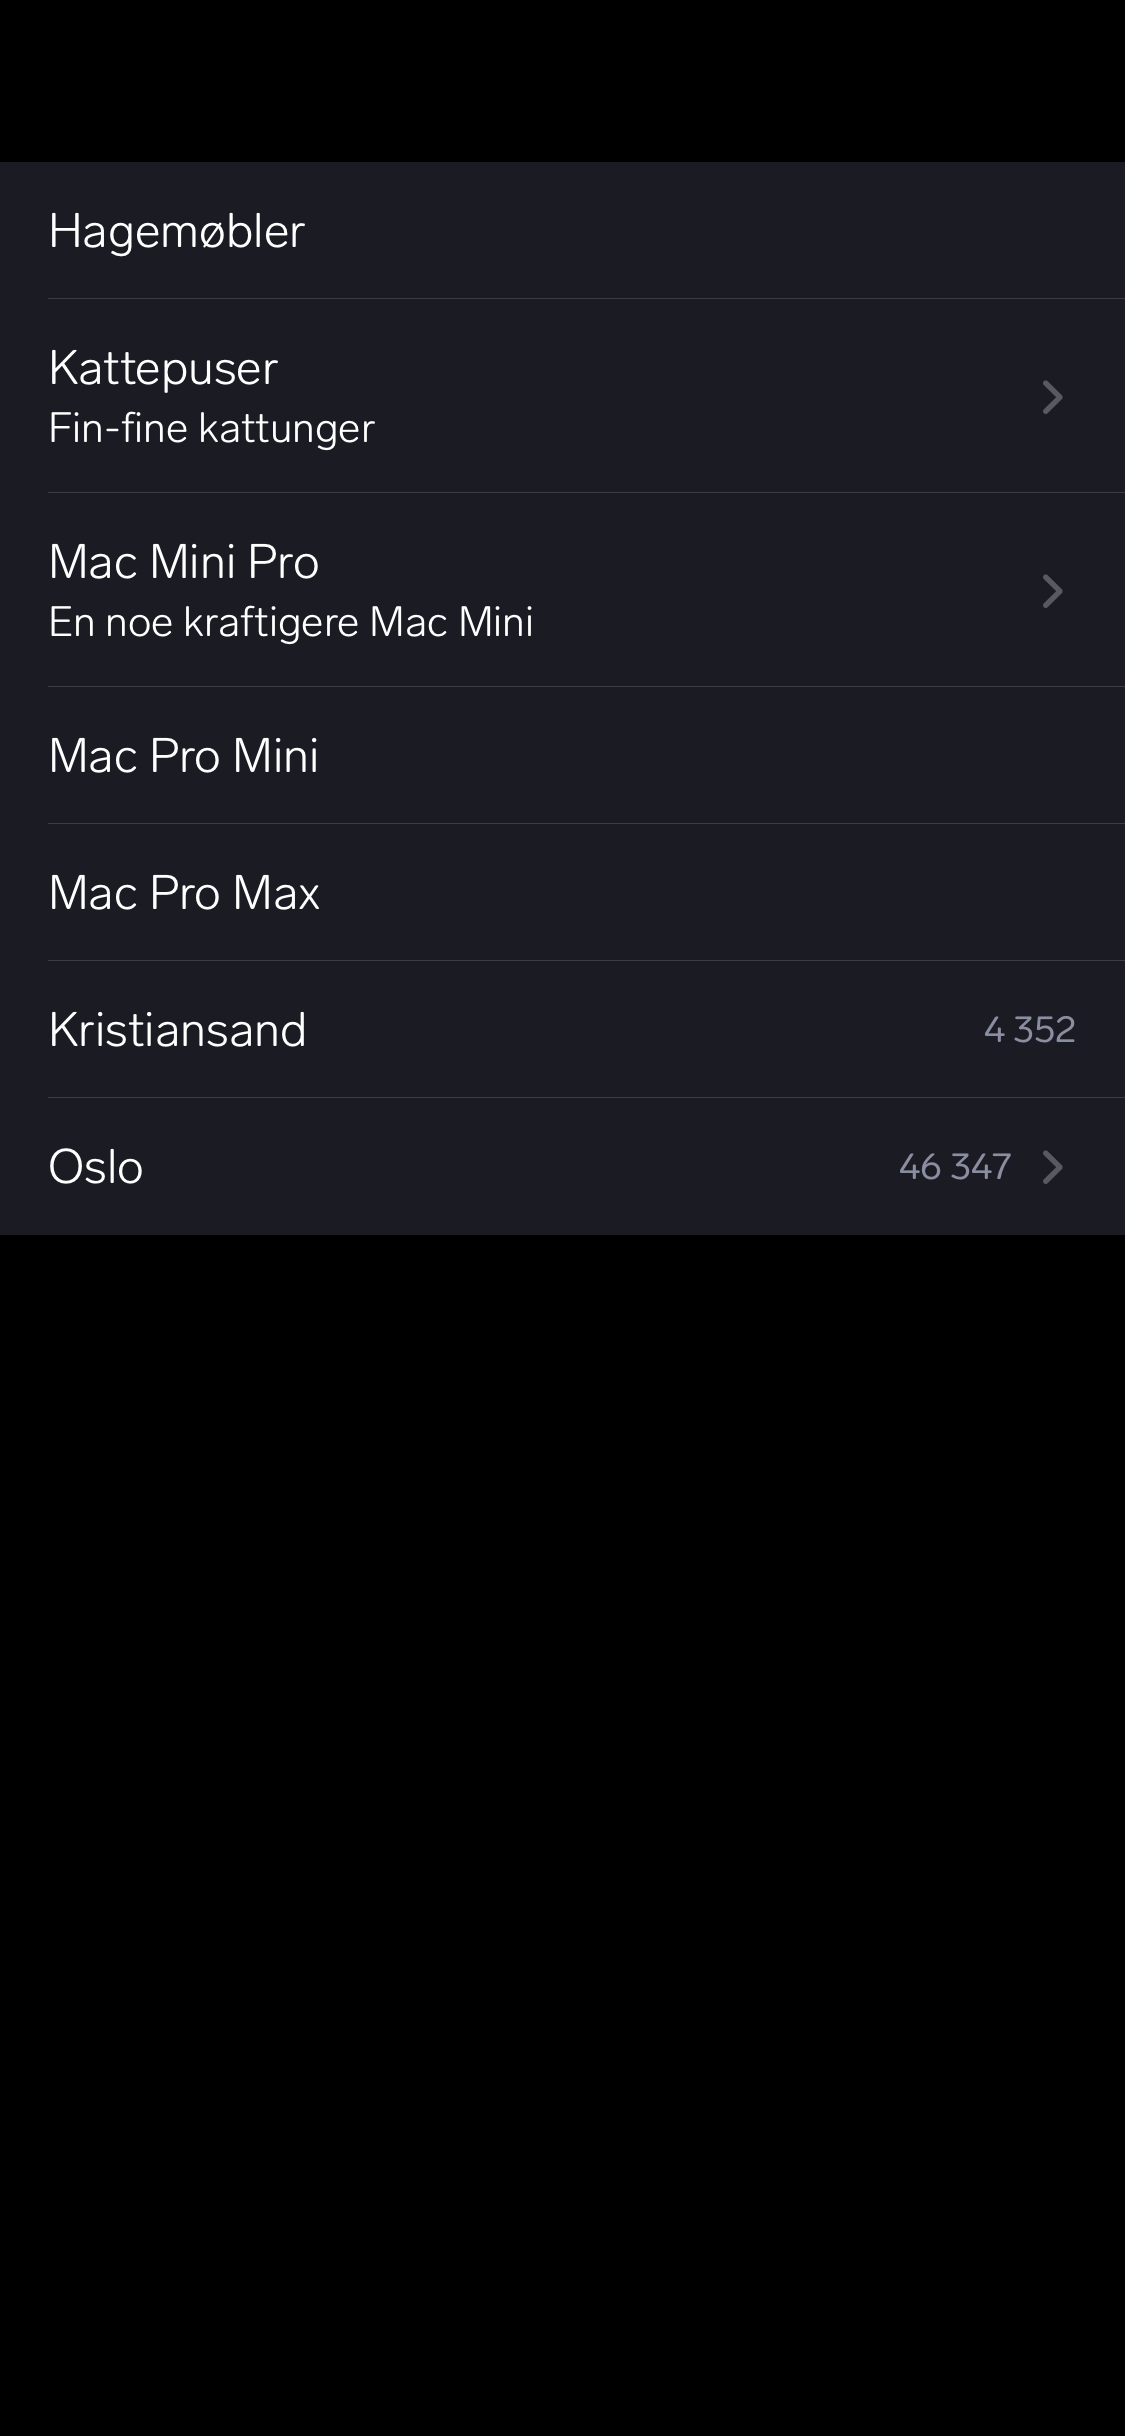 Hagemøbler
Kattepuser
Fin-fine kattunger
Mac Mini Pro
En noe kraftigere Mac Mini
Mac Pro Mini
Mac Pro Max
Kristiansand 4 352
Oslo 46 347